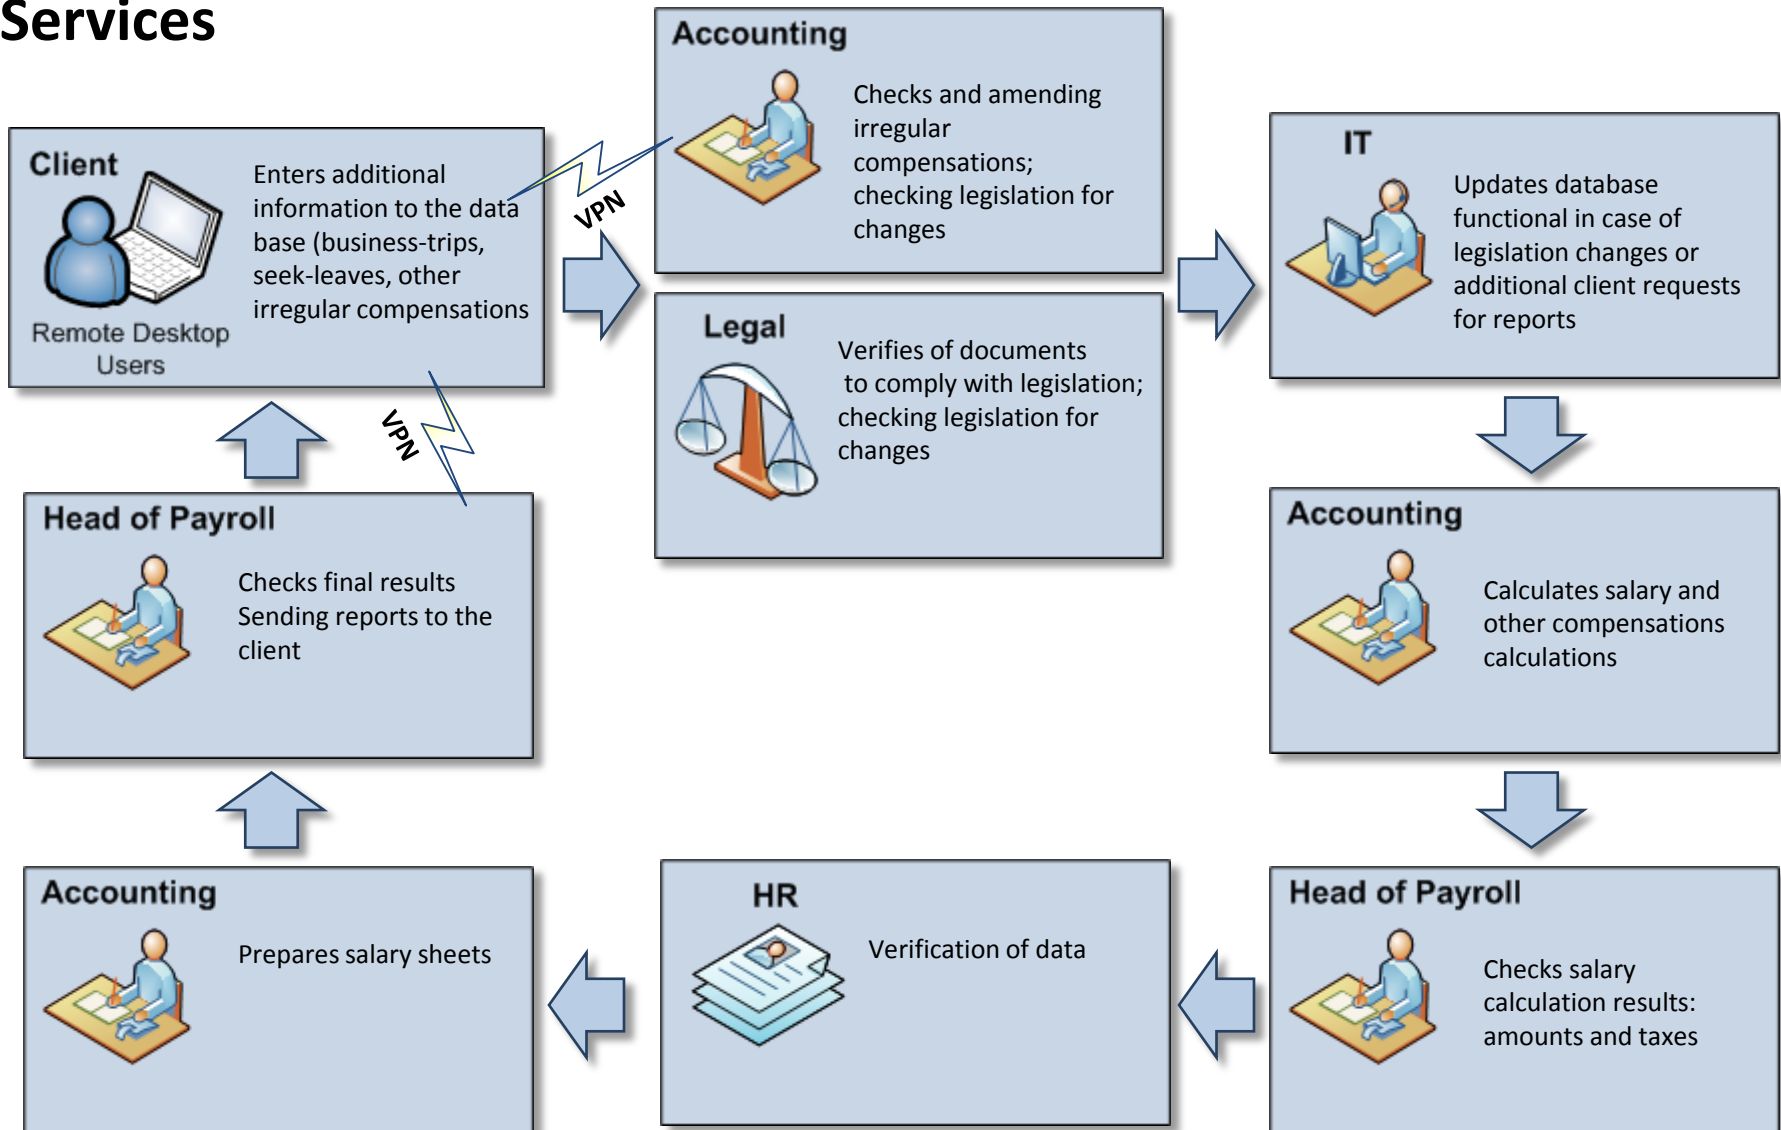 Services
Client
Enters additional
information to the data
base (business-trips,
seek-leaves, other
irregular compensations
Remote Desktop
Users
VPN
Accounting
Checks and amending
irregular
compensations;
checking legislation for
changes
Legal
Verifies of documents
to comply with legislation;
checking legislation for
changes
IT
Updates database
functional in case of
legislation changes or
additional client requests
for reports
VPN
Accounting
Calculates salary and
other compensations
calculations
Head of Payroll
Checks salary
calculation results:
amounts and taxes
HR
Verification of data
Accounting
Prepares salary sheets
Head of Payroll
Checks final results
Sending reports to the
client